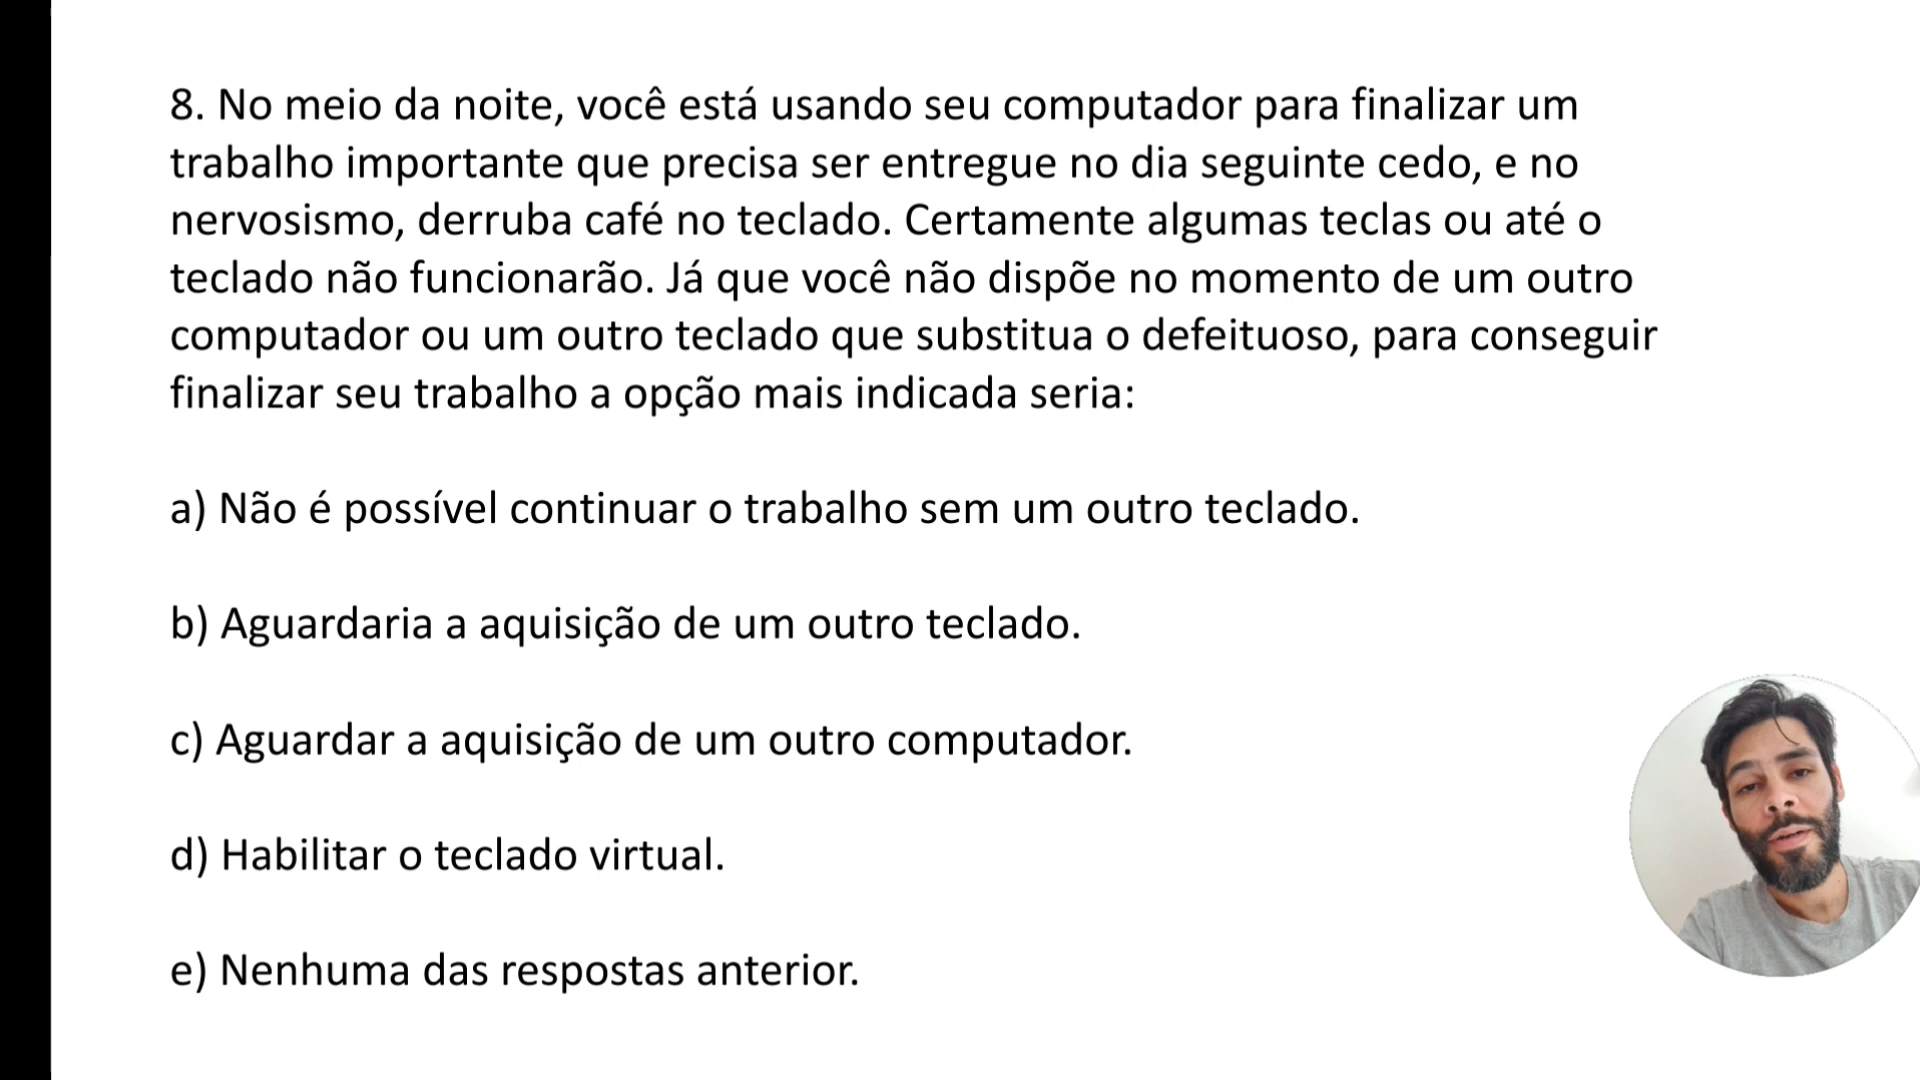 8. No meio da noite, você está usando seu computador para finalizar um
trabalho importante que precisa ser entregue no dia seguinte cedo, e no
nervosismo, derruba café no teclado. Certamente algumas teclas ou até o
teclado não funcionarão. Já que você não dispõe no momento de um outro
computador ou um outro teclado que substitua o defeituoso, para conseguir
finalizar seu trabalho a opção mais indicada seria:
a) Não é possível continuar o trabalho sem um outro teclado.
b) Aguardaria a aquisição de um outro teclado.
c) Aguardar a aquisição de um outro computador.
d) Habilitar o teclado virtual.
e) Nenhuma das respostas anterior.